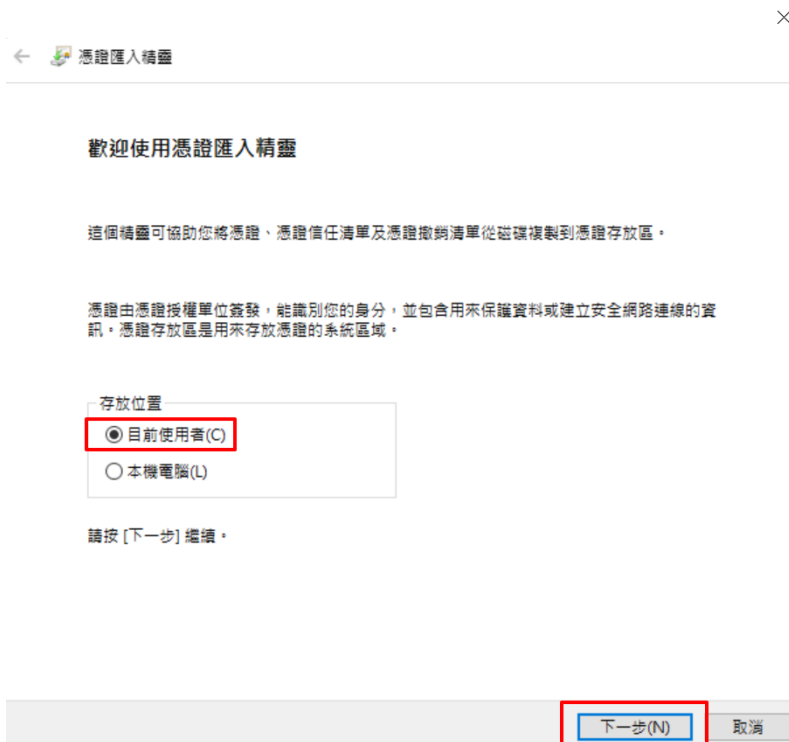 憑證匯入精靈
歡迎使用憑證匯入精靈
這個精靈可協助您將憑證、憑證信任清單及憑證撤銷清單從磁碟複製到憑證存放區。
憑證由憑證授權單位簽發，能識別您的身分，並包含用來保護資料或建立安全網路連線的資
訊。憑證存放區是用來存放憑證的系統區域。
存放位置
目前使用者(C)
本機電腦(L)
請按 [下一步] 繼續。
下一步(N)
取消